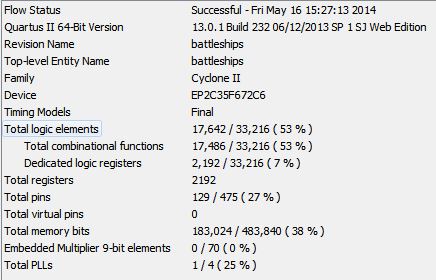 Flow Status Successful - Fri May 16 15:27:13 2014
Quartus II 64-Bit Version 13.0.1 Build 232 06/12/2013 SP 1 SJ Web Edition
Revision Name battleships
Top-level Entity Name battleships
Family Cyclone II
Device EP2C35F672C6
Timing Models Final
Total logic elements 17,642 / 33,216 ( 53 % )
Total combinational functions 17,486 / 33,216 ( 53 % )
Dedicated logic registers 2,192 / 33,216 ( 7 % )
Total registers 2192
Total pins 129 / 475 ( 27 % )
Total virtual pins 0
Total memory bits 183,024 / 483,840 ( 38 % )
Embedded Multiplier 9-bit elements 0 / 70 ( 0 % )
Total PLLs 1 / 4 ( 25 % )